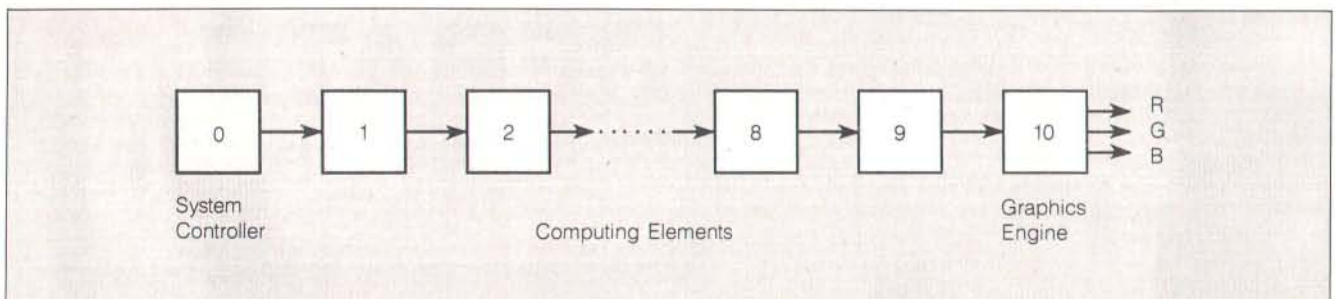 0 1 2 ...... 8 9 10
R
G
B
System
Controller
Computing Elements
Graphics
Engine